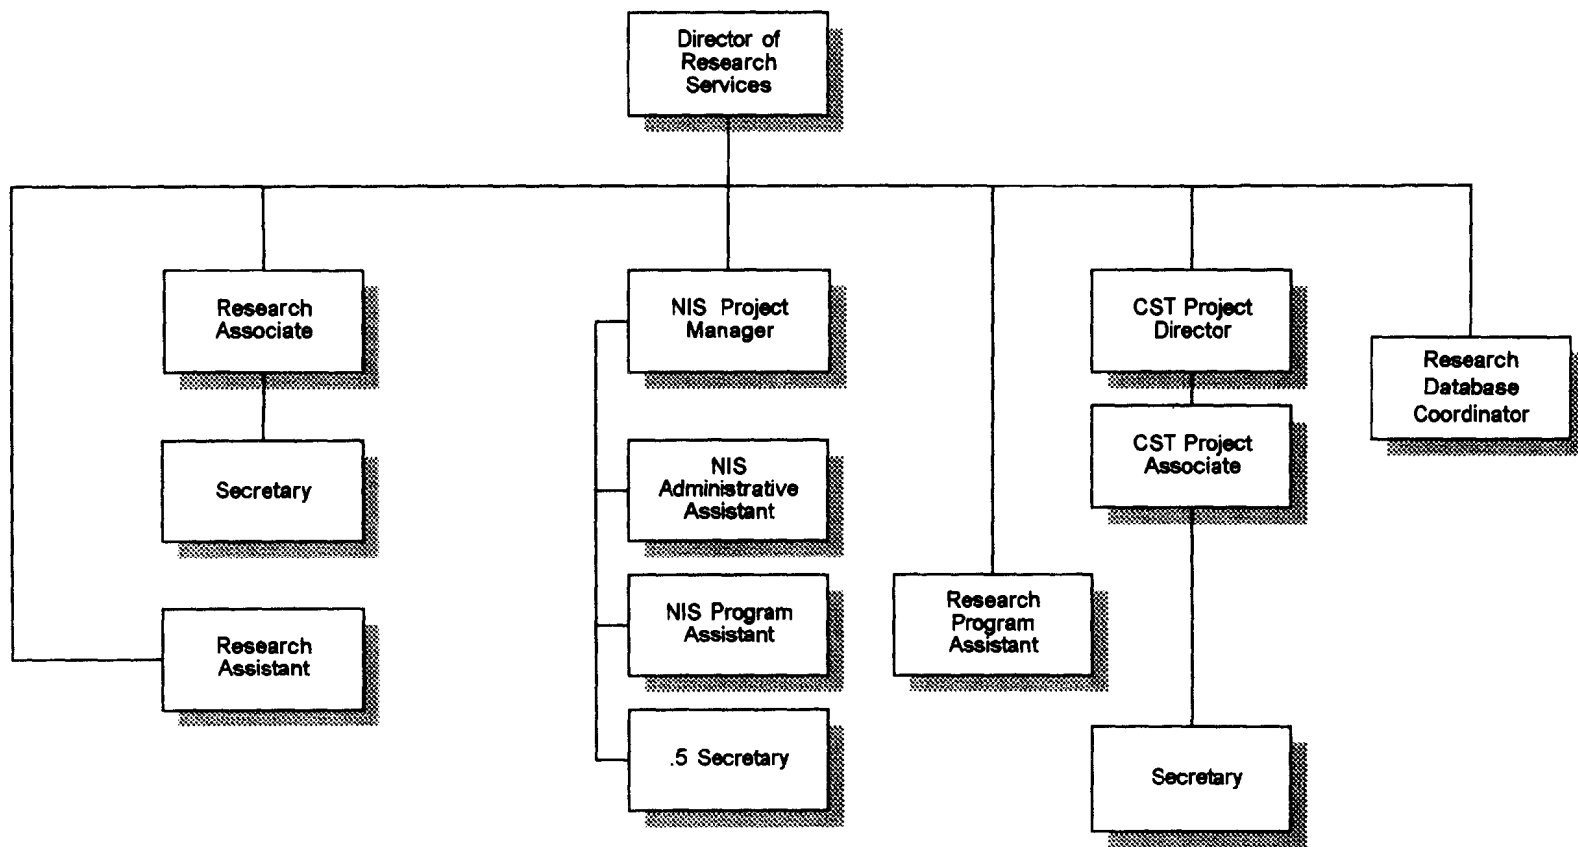 Director of
Research
Services
Research
Associate
NIS Project
Manager
CST Project
Director
Research
Database
Coordinator
Secretary
NIS
Administrative
Assistant
CST Project
Associate
Research
Assistant
NIS Program
Assistant
Research
Program
Assistant
.5 Secretary
Secretary